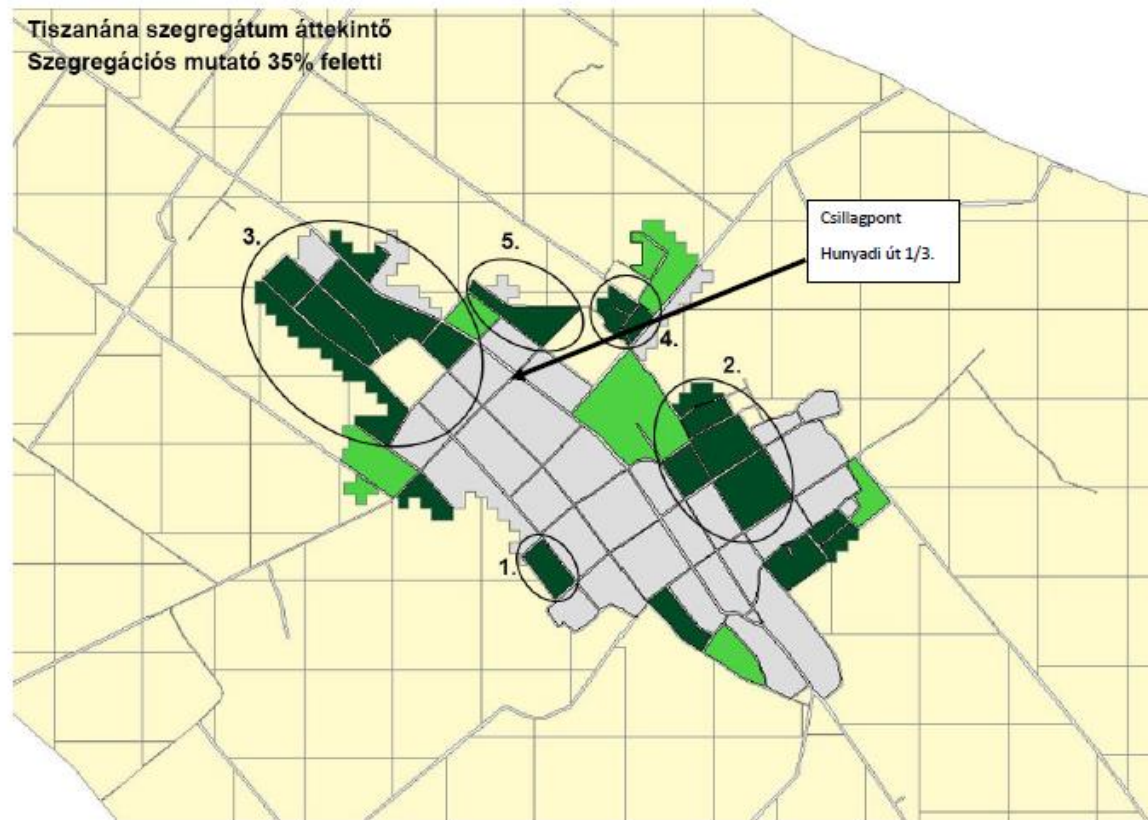 Tiszanána szegregátum áttekintő
Szegregációs mutató 35% feletti
Csillagpont
Hunyadi út 1/3.
3.
5.
4.
2.
1.